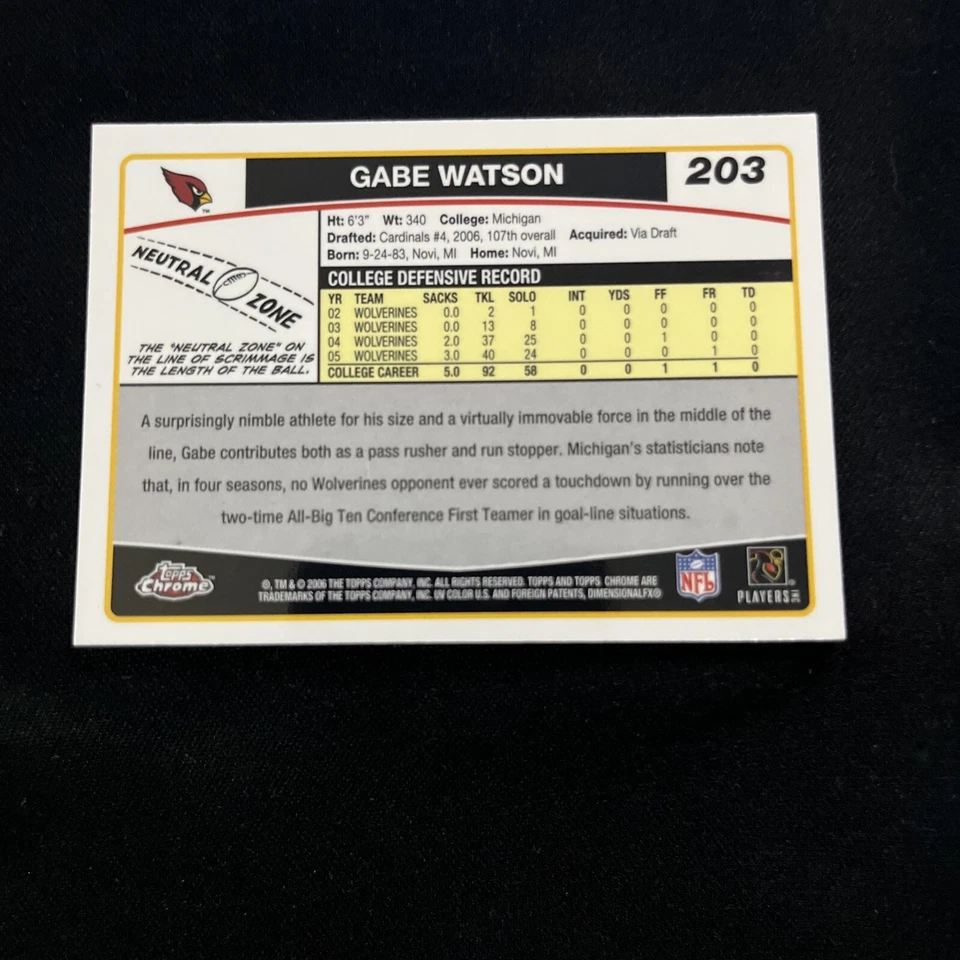 GABE WATSON
203
Ht: 6'3" Wt: 340 College: Michigan
Drafted: Cardinals #4, 2006, 107th overall Acquired: Via Draft
Born: 9-24-83, Novi, MI Home: Novi, MI
NEUTRAL ZONE
THE "NEUTRAL ZONE" ON
THE LINE OF SCRIMMAGE IS
THE LENGTH OF THE BALL.
COLLEGE DEFENSIVE RECORD
YR TEAM SACKS TKL SOLO INT YDS FF FR TD
02 WOLVERINES 0.0 2 1 0 0 0 0 0
03 WOLVERINES 0.0 13 8 0 0 0 0 0
04 WOLVERINES 2.0 37 25 0 0 1 0 0
05 WOLVERINES 3.0 40 24 0 0 0 1 0
COLLEGE CAREER 5.0 92 58 0 0 1 1 0
A surprisingly nimble athlete for his size and a virtually immovable force in the middle of the
line, Gabe contributes both as a pass rusher and run stopper. Michigan's statisticians note
that, in four seasons, no Wolverines opponent ever scored a touchdown by running over the
two-time All-Big Ten Conference First Teamer in goal-line situations.
Topps
Chrome™
®, TM & © 2006 THE TOPPS COMPANY, INC. ALL RIGHTS RESERVED. TOPPS AND TOPPS CHROME ARE
TRADEMARKS OF THE TOPPS COMPANY, INC. UV COLOR U.S. AND FOREIGN PATENTS, DIMENSIONALFX®
NFL
PLAYERS INC